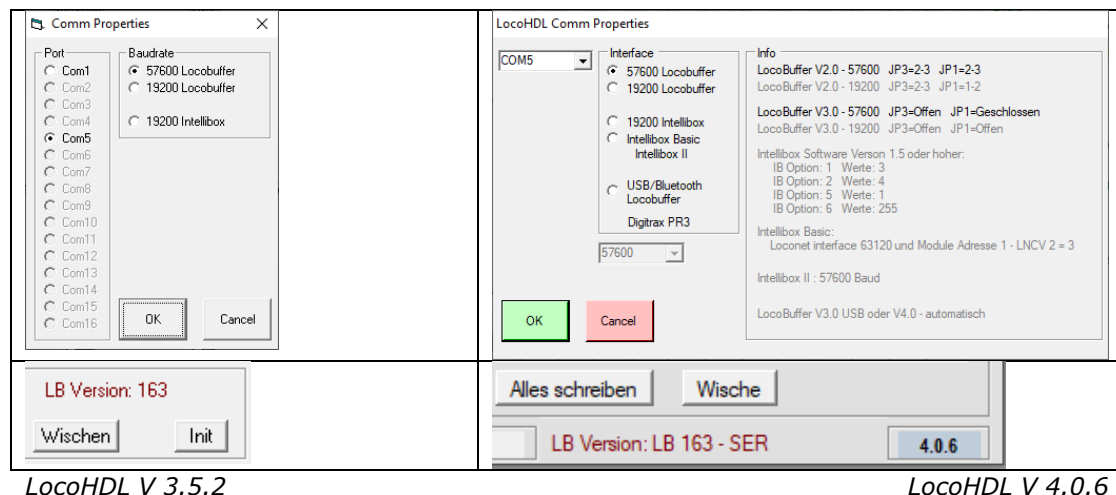 Comm Properties
Port
Com1
Com2
Com3
Com4
Com5
Com6
Com7
Com8
Com9
Com10
Com11
Com12
Com13
Com14
Com15
Com16
Baudrate
57600 Locobuffer
19200 Locobuffer
19200 Intellibox
OK
Cancel
LocoHDL Comm Properties
COM5
Interface
57600 Locobuffer
19200 Locobuffer
19200 Intellibox
Intellibox Basic
Intellibox II
USB/Bluetooth
Locobuffer
Digitrax PR3
57600
OK
Cancel
Info
LocoBuffer V2.0 - 57600 JP3=2-3 JP1=2-3
LocoBuffer V2.0 - 19200 JP3=2-3 JP1=1-2
LocoBuffer V3.0 - 57600 JP3=Offen JP1=Geschlossen
LocoBuffer V3.0 - 19200 JP3=Offen JP1=Offen
Intellibox Software Verson 1.5 oder hoher:
IB Option: 1 Werte: 3
IB Option: 2 Werte: 4
IB Option: 5 Werte: 1
IB Option: 6 Werte: 255
Intellibox Basic:
Loconet interface 63120 und Module Adresse 1 - LNCV 2 = 3
Intellibox II : 57600 Baud
LocoBuffer V3.0 USB oder V4.0 - automatisch
LB Version: 163
Wischen Init
Alles schreiben Wische
LB Version: LB 163 - SER 4.0.6
LocoHDL V 3.5.2 LocoHDL V 4.0.6